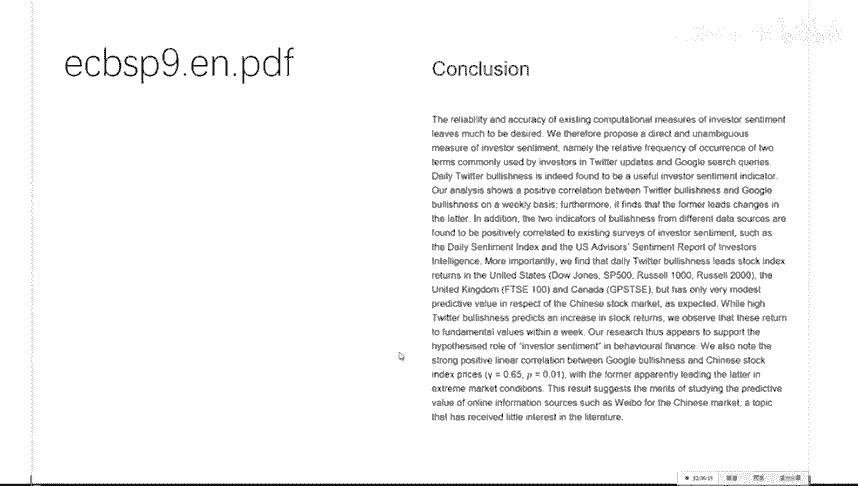 ecbsp9.en.pdf
Conclusion
The reliability and accuracy of existing computational measures of investor sentiment
leaves much to be desired. We therefore propose a direct and unambiguous
measure of investor sentiment, namely the relative frequency of occurrence of two
terms commonly used by investors in Twitter updates and Google search queries.
Daily Twitter bullishness is indeed found to be a useful investor sentiment indicator.
Our analysis shows a positive correlation between Twitter bullishness and Google
bullishness on a weekly basis; furthermore, it finds that the former leads changes in
the latter. In addition, the two indicators of bullishness from different data sources are
found to be positively correlated to existing surveys of investor sentiment, such as
the Daily Sentiment Index and the US Advisors' Sentiment Report of Investors
Intelligence. More importantly, we find that daily Twitter bullishness leads stock index
returns in the United States (Dow Jones, SP500, Russell 1000, Russell 2000), the
United Kingdom (FTSE 100) and Canada (GPSTSE), but has only very modest
predictive value in respect of the Chinese stock market, as expected. While high
Twitter bullishness predicts an increase in stock returns, we observe that these return
to fundamental values within a week. Our research thus appears to support the
hypothesised role of "investor sentiment" in behavioural finance. We also note the
strong positive linear correlation between Google bullishness and Chinese stock
index prices (γ = 0.65, p = 0.01), with the former apparently leading the latter in
extreme market conditions. This result suggests the merits of studying the predictive
value of online information sources such as Weibo for the Chinese market; a topic
that has received little interest in the literature.